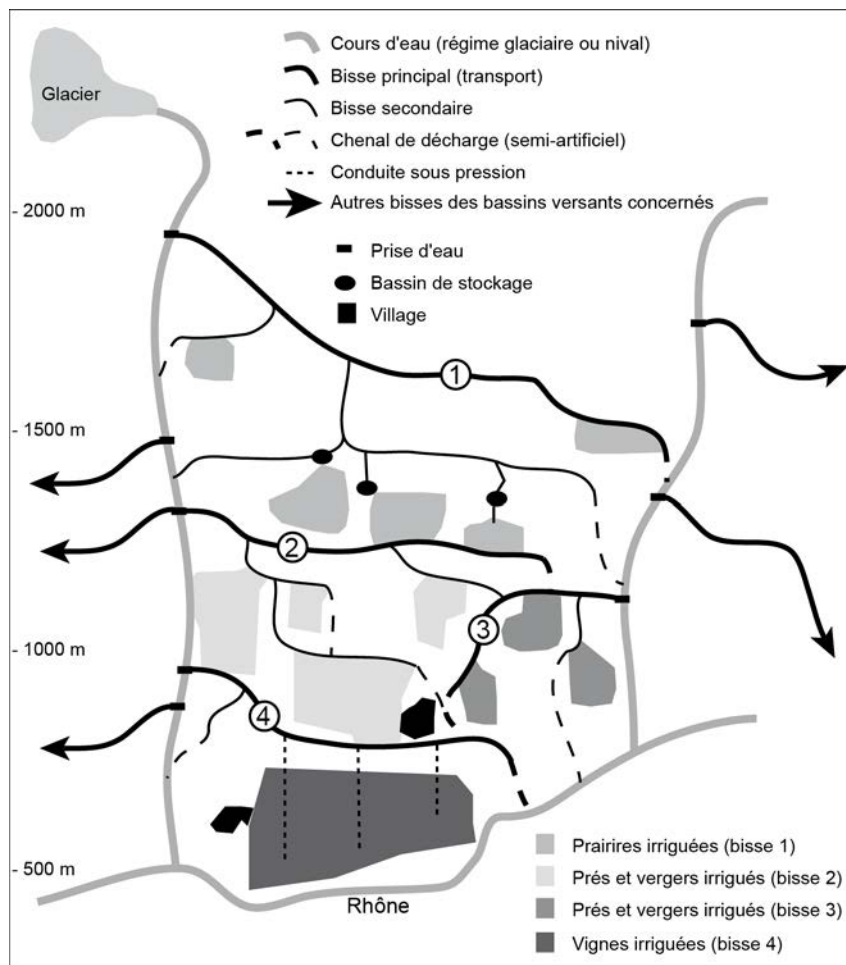 Glacier
Cours d'eau (régime glaciaire ou nival)
Bisse principal (transport)
Bisse secondaire
Chenal de décharge (semi-artificiel)
Conduite sous pression
Autres bisses des bassins versants concernés
- 2000 m
Prise d'eau
Bassin de stockage
Village
1
- 1500 m
2
3
- 1000 m
4
- 500 m
Rhône
Prairires irriguées (bisse 1)
Prés et vergers irrigués (bisse 2)
Prés et vergers irrigués (bisse 3)
Vignes irriguées (bisse 4)